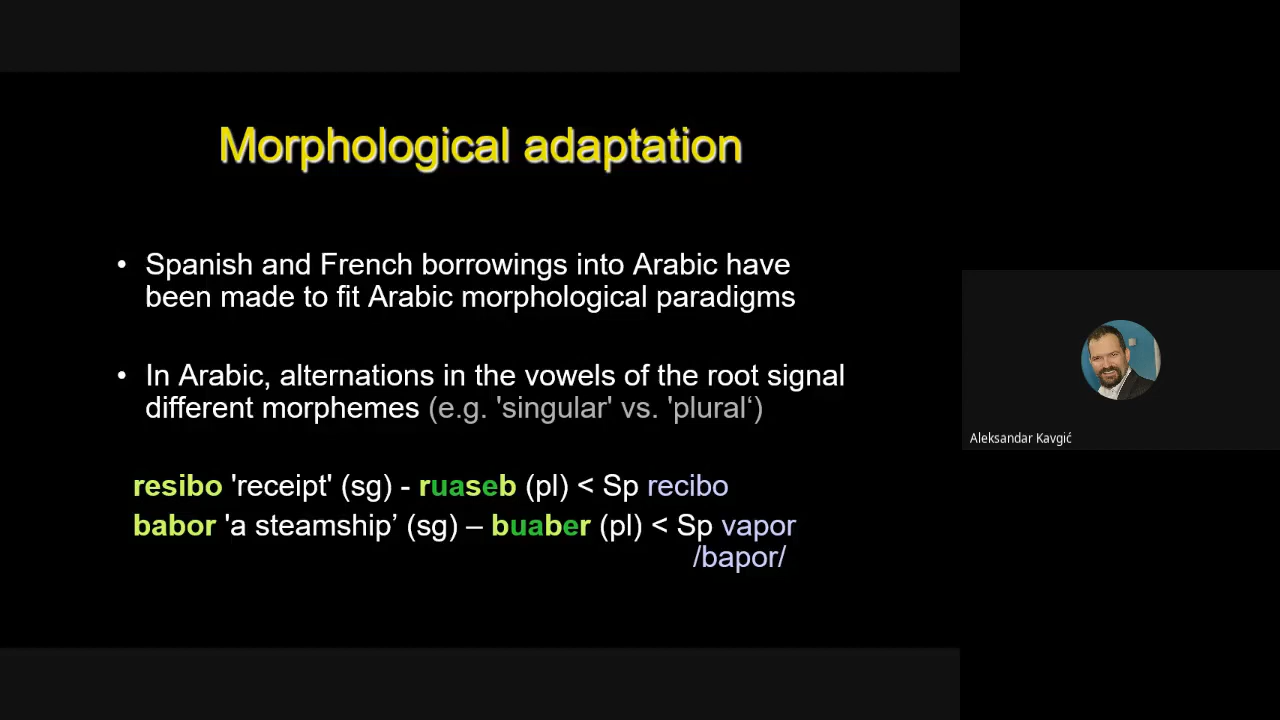 Morphological adaptation
• Spanish and French borrowings into Arabic have
been made to fit Arabic morphological paradigms
• In Arabic, alternations in the vowels of the root signal
different morphemes (e.g. 'singular' vs. 'plural‘)
resibo 'receipt' (sg) - ruaseb (pl) < Sp recibo
babor 'a steamship’ (sg) – buaber (pl) < Sp vapor
/bapor/
Aleksandar Kavgić